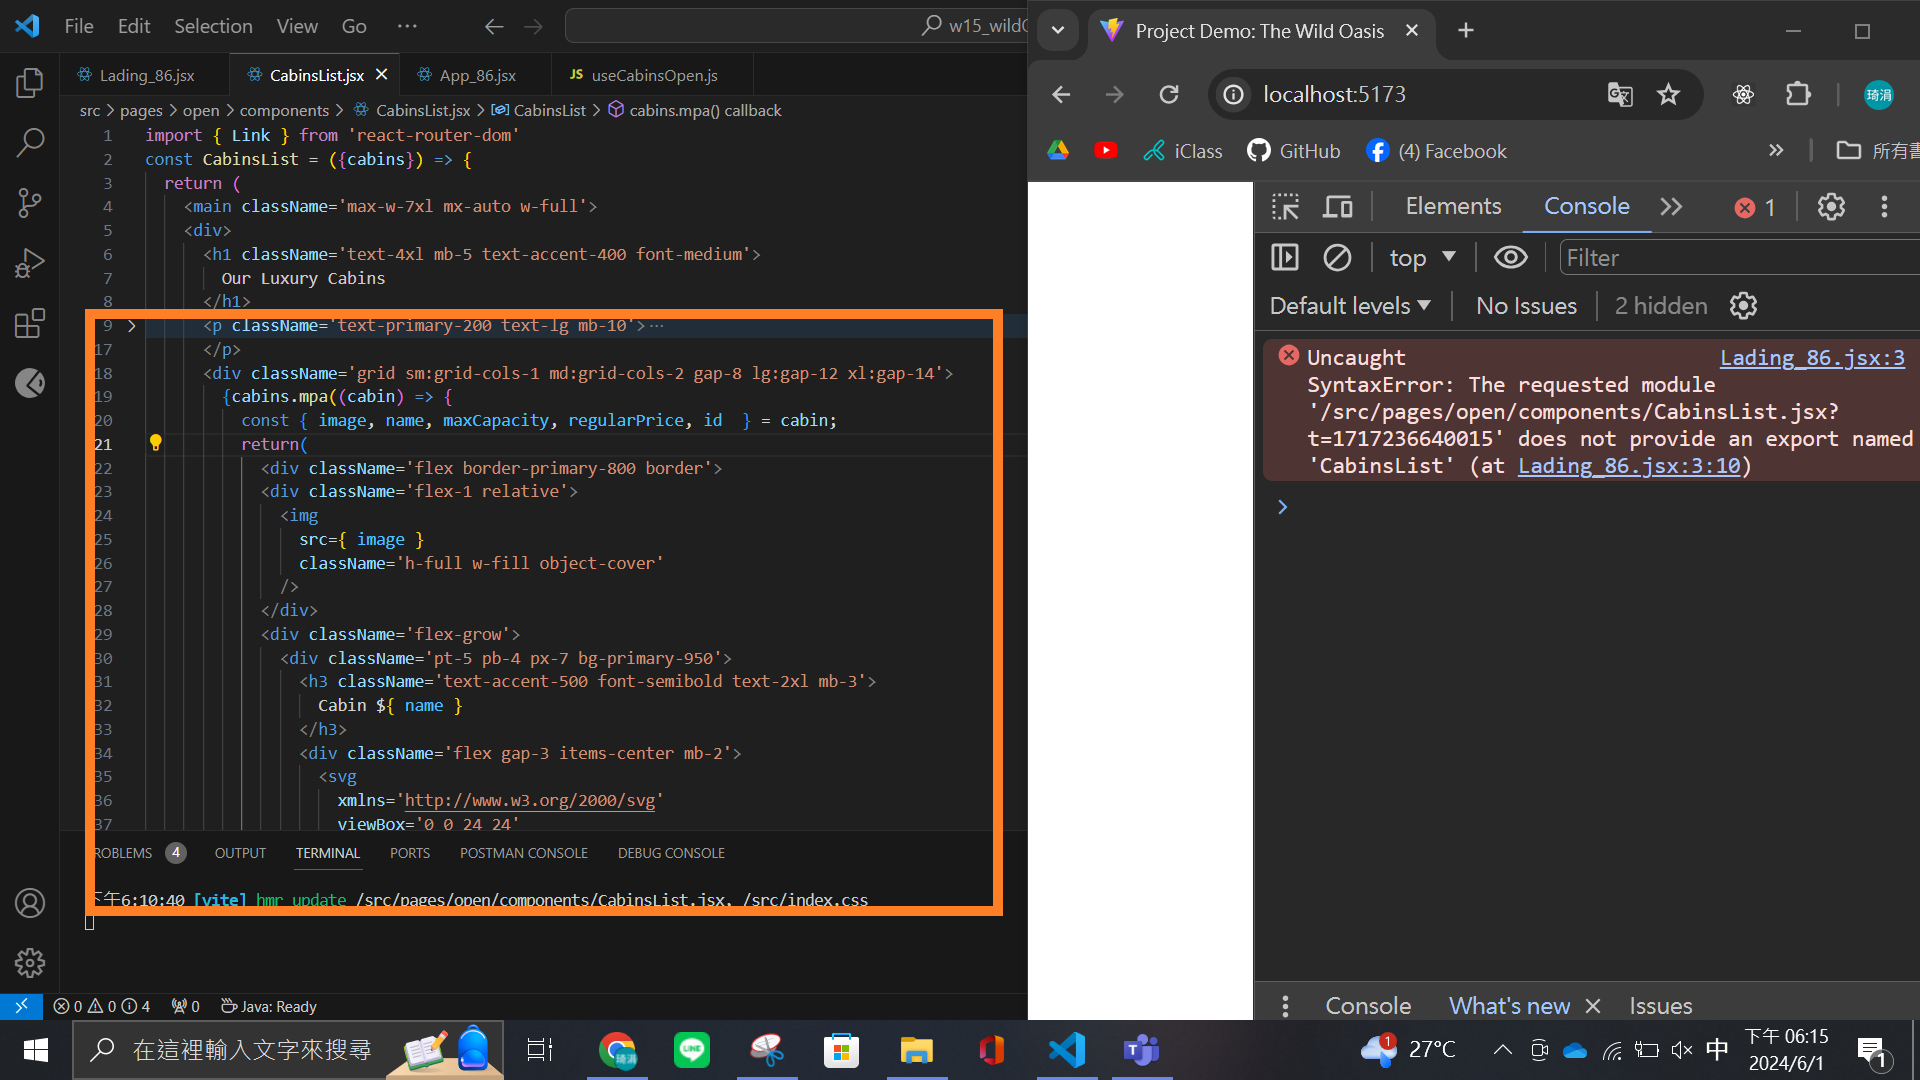 File Edit Selection View Go ···
w15_wildO
Lading_86.jsx CabinsList.jsx App_86.jsx JS useCabinsOpen.js
src > pages > open > components > CabinsList.jsx > CabinsList > cabins.mpa() callback
1 import { Link } from 'react-router-dom'
2 const CabinsList = ({cabins}) => {
3 return (
4 <main className='max-w-7xl mx-auto w-full'>
5 <div>
6 <h1 className='text-4xl mb-5 text-accent-400 font-medium'>
7 Our Luxury Cabins
8 </h1>
9 <p className='text-primary-200 text-lg mb-10'>···
17 </p>
18 <div className='grid sm:grid-cols-1 md:grid-cols-2 gap-8 lg:gap-12 xl:gap-14'>
19 {cabins.mpa((cabin) => {
20 const { image, name, maxCapacity, regularPrice, id } = cabin;
21 return(
22 <div className='flex border-primary-800 border'>
23 <div className='flex-1 relative'>
24 <img
25 src={ image }
26 className='h-full w-fill object-cover'
27 />
28 </div>
29 <div className='flex-grow'>
30 <div className='pt-5 pb-4 px-7 bg-primary-950'>
31 <h3 className='text-accent-500 font-semibold text-2xl mb-3'>
32 Cabin ${ name }
33 </h3>
34 <div className='flex gap-3 items-center mb-2'>
35 <svg
36 xmlns='http://www.w3.org/2000/svg'
37 viewBox='0 0 24 24'
ROBLEMS 4 OUTPUT TERMINAL PORTS POSTMAN CONSOLE DEBUG CONSOLE
下午6:10:40 [vite] hmr update /src/pages/open/components/CabinsList.jsx, /src/index.css
0 0 4 0 Java: Ready
Project Demo: The Wild Oasis
localhost:5173
琦涓
iClass GitHub (4) Facebook » 所有書
Elements Console 1
top Filter
Default levels No Issues 2 hidden
Uncaught Lading_86.jsx:3
SyntaxError: The requested module
'/src/pages/open/components/CabinsList.jsx?
t=1717236640015' does not provide an export named
'CabinsList' (at Lading_86.jsx:3:10)
Console What's new Issues
在這裡輸入文字來搜尋
琦涓
LINE
1 27°C 中 下午 06:15
2024/6/1
1